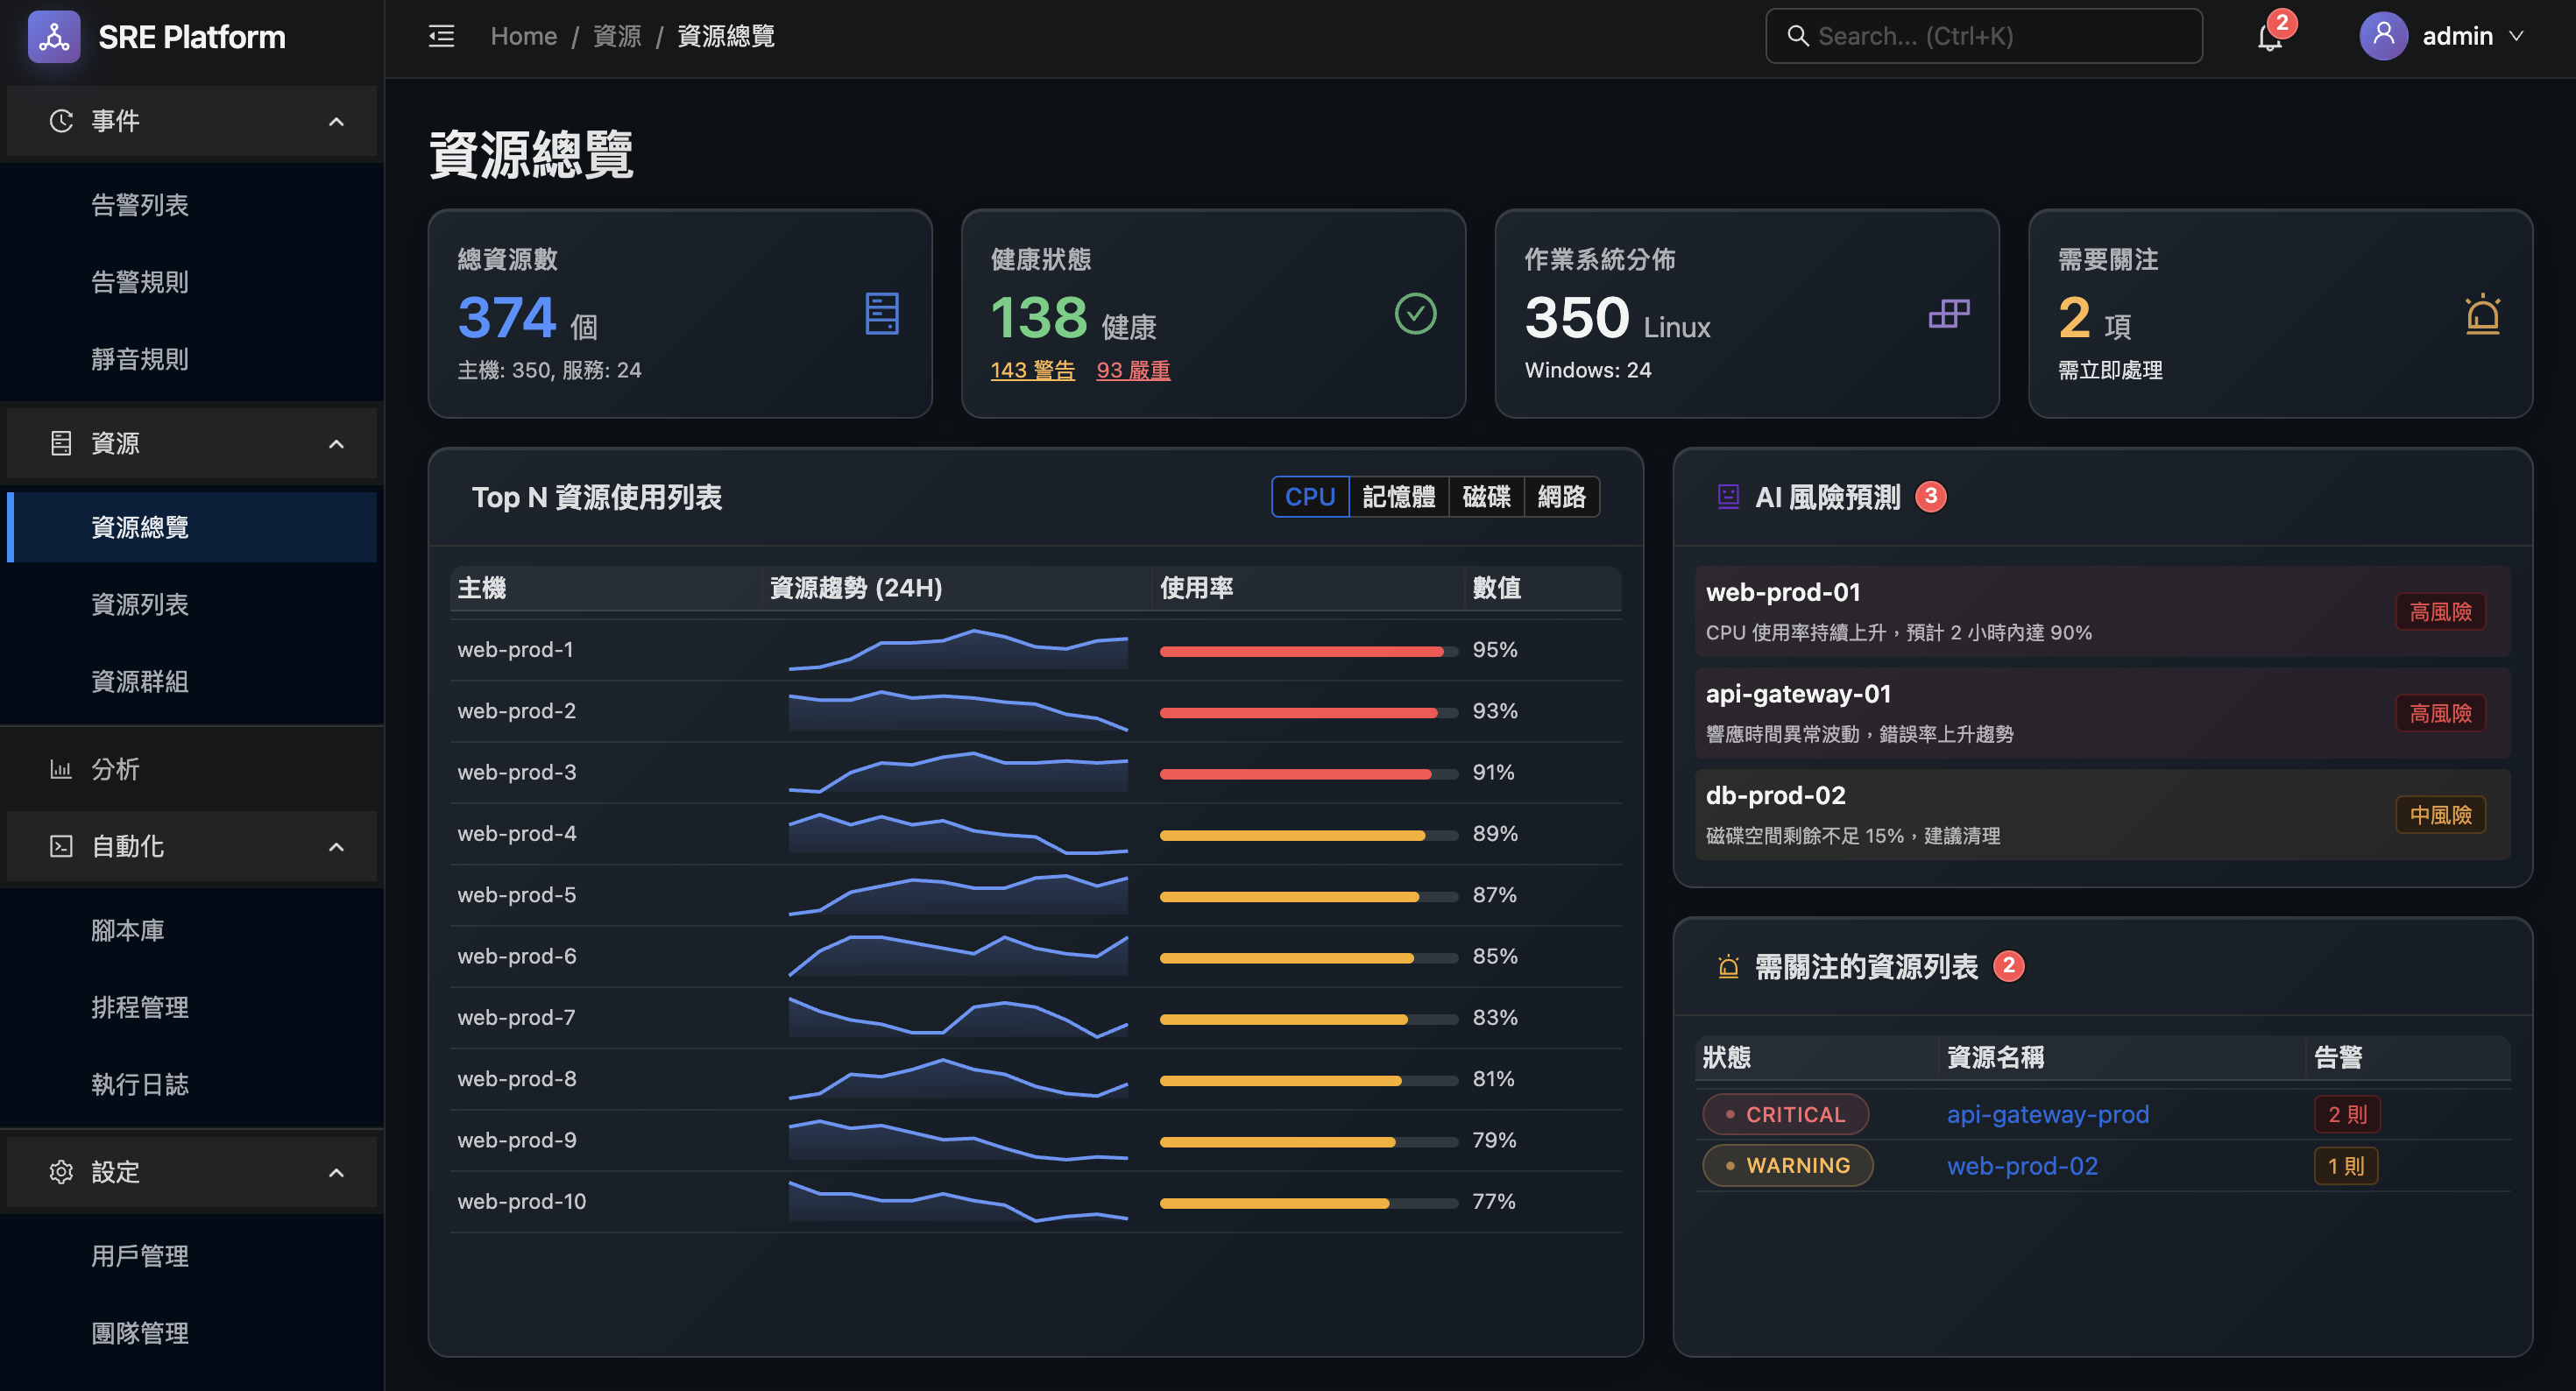 SRE Platform
Home / 資源 / 資源總覽
Search... (Ctrl+K)
2
admin
事件
告警列表
告警規則
靜音規則
資源
資源總覽
資源列表
資源群組
分析
自動化
腳本庫
排程管理
執行日誌
設定
用戶管理
團隊管理
資源總覽
總資源數
374 個
主機: 350, 服務: 24
健康狀態
138 健康
143 警告 93 嚴重
作業系統分佈
350 Linux
Windows: 24
需要關注
2 項
需立即處理
Top N 資源使用列表
CPU 記憶體 磁碟 網路
主機 資源趨勢 (24H) 使用率 數值
web-prod-1 95%
web-prod-2 93%
web-prod-3 91%
web-prod-4 89%
web-prod-5 87%
web-prod-6 85%
web-prod-7 83%
web-prod-8 81%
web-prod-9 79%
web-prod-10 77%
AI 風險預測 3
web-prod-01
CPU 使用率持續上升，預計 2 小時內達 90%
高風險
api-gateway-01
響應時間異常波動，錯誤率上升趨勢
高風險
db-prod-02
磁碟空間剩餘不足 15%，建議清理
中風險
需關注的資源列表 2
狀態 資源名稱 告警
CRITICAL api-gateway-prod 2 則
WARNING web-prod-02 1 則